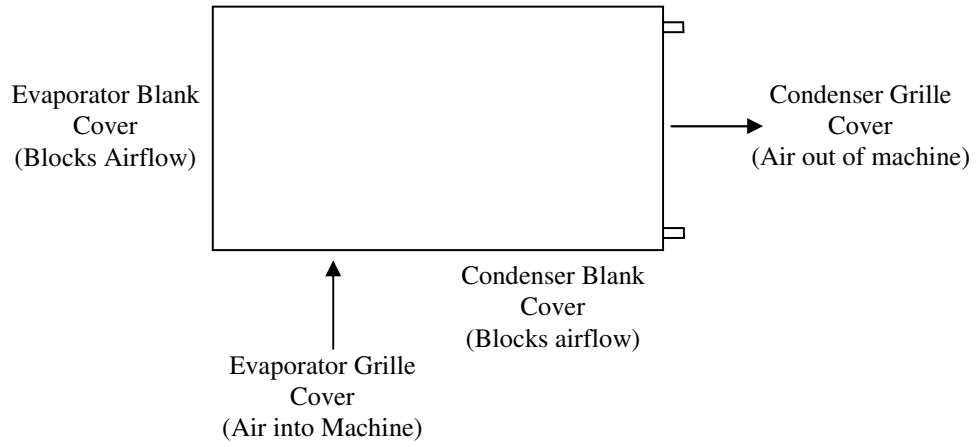 Evaporator Blank
Cover
(Blocks Airflow)
Condenser Grille
Cover
(Air out of machine)
Condenser Blank
Cover
(Blocks airflow)
Evaporator Grille
Cover
(Air into Machine)